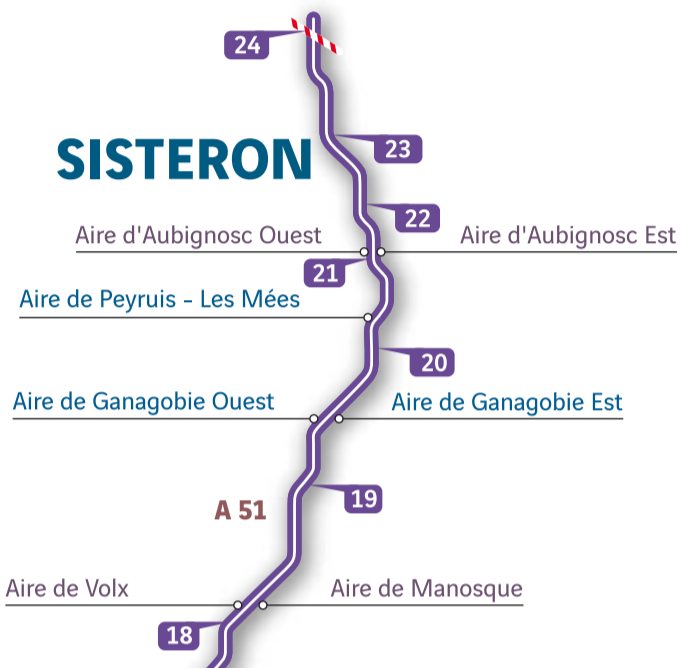 24
SISTERON
23
22
Aire d'Aubignosc Ouest
Aire d'Aubignosc Est
21
Aire de Peyruis - Les Mées
20
Aire de Ganagobie Ouest
Aire de Ganagobie Est
19
A 51
Aire de Volx
Aire de Manosque
18